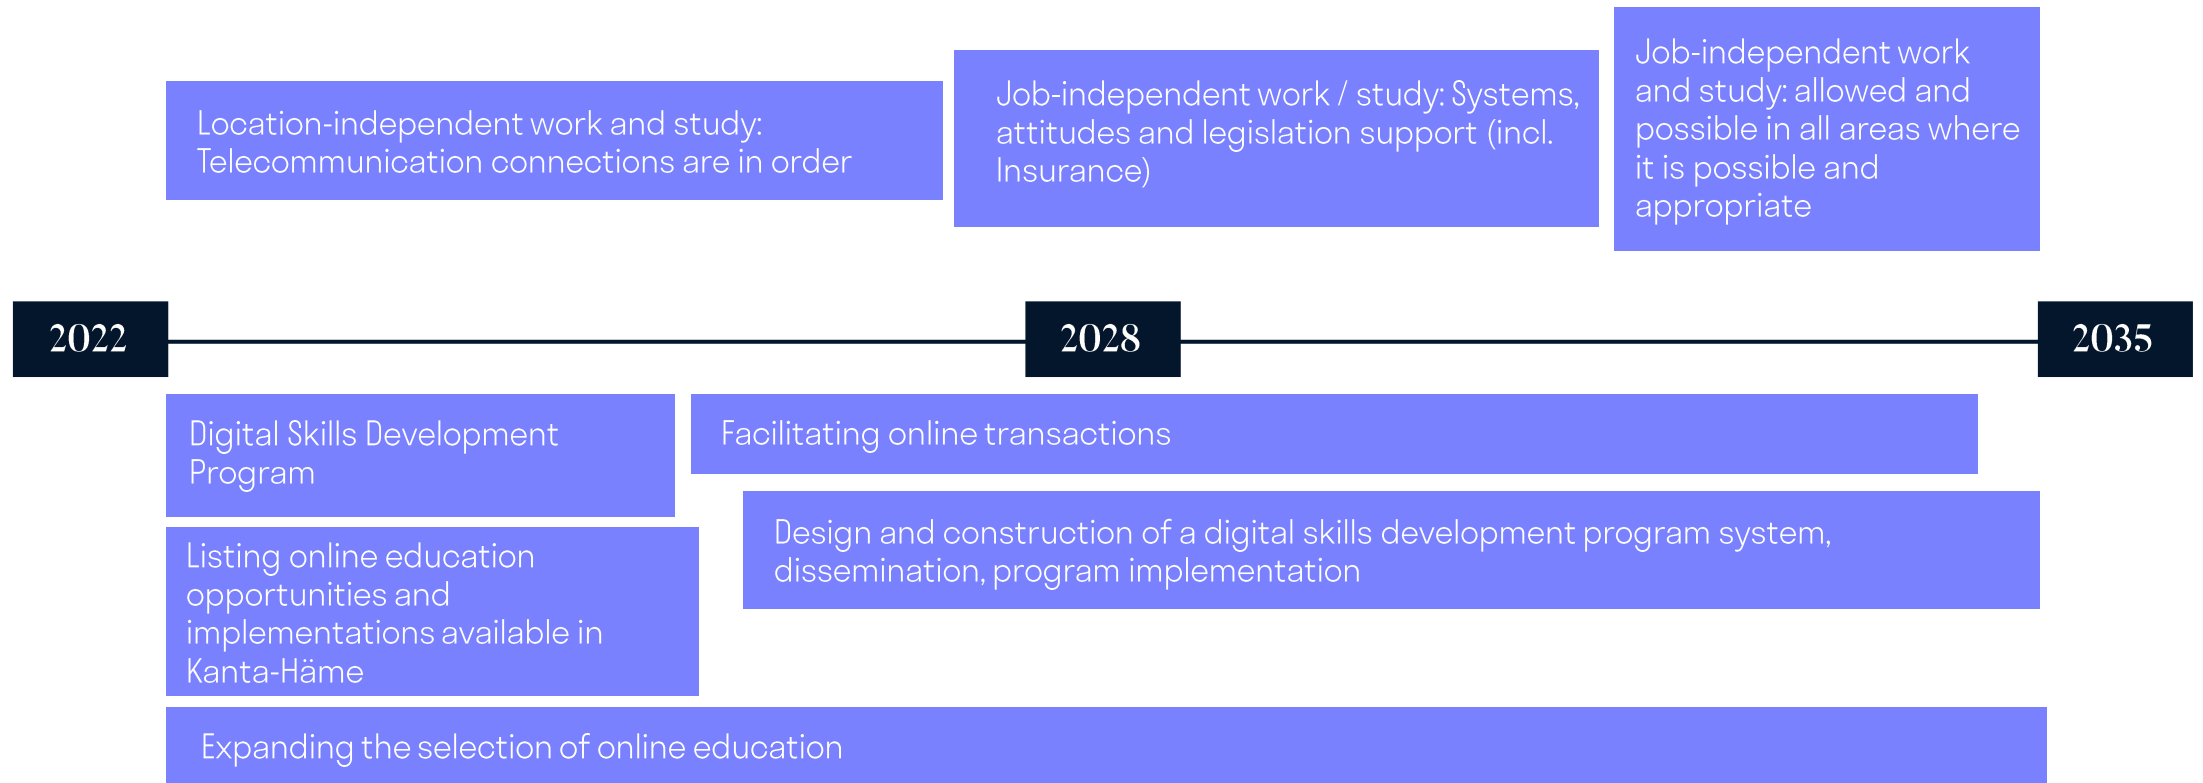 Location-independent work and study:
Telecommunication connections are in order
Job-independent work / study: Systems,
attitudes and legislation support (incl.
Insurance)
Job-independent work
and study: allowed and
possible in all areas where
it is possible and
appropriate
2022
2028
2035
Digital Skills Development
Program
Facilitating online transactions
Design and construction of a digital skills development program system,
dissemination, program implementation
Listing online education
opportunities and
implementations available in
Kanta-Häme
Expanding the selection of online education